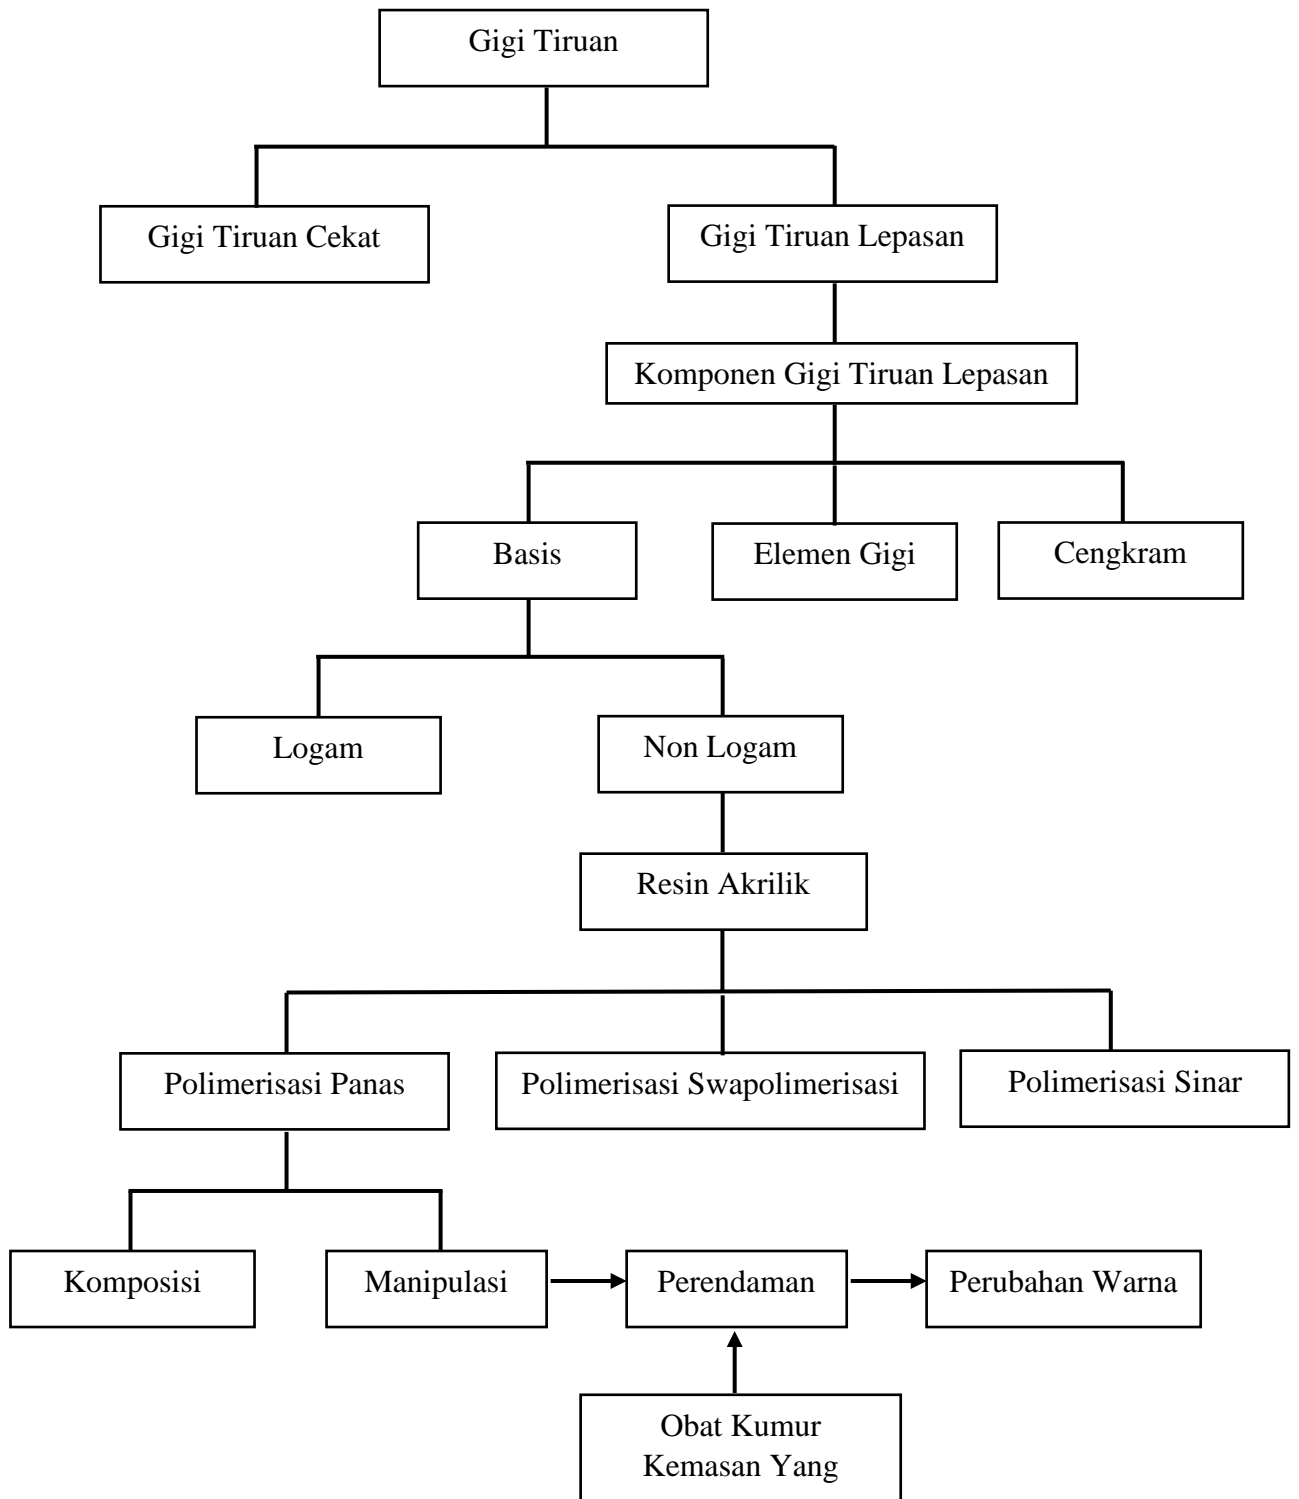 Gigi Tiruan
Gigi Tiruan Cekat
Gigi Tiruan Lepasan
Komponen Gigi Tiruan Lepasan
Basis
Elemen Gigi
Cengkram
Logam
Non Logam
Resin Akrilik
Polimerisasi Panas
Polimerisasi Swapolimerisasi
Polimerisasi Sinar
Komposisi
Manipulasi
Perendaman
Perubahan Warna
Obat Kumur
Kemasan Yang